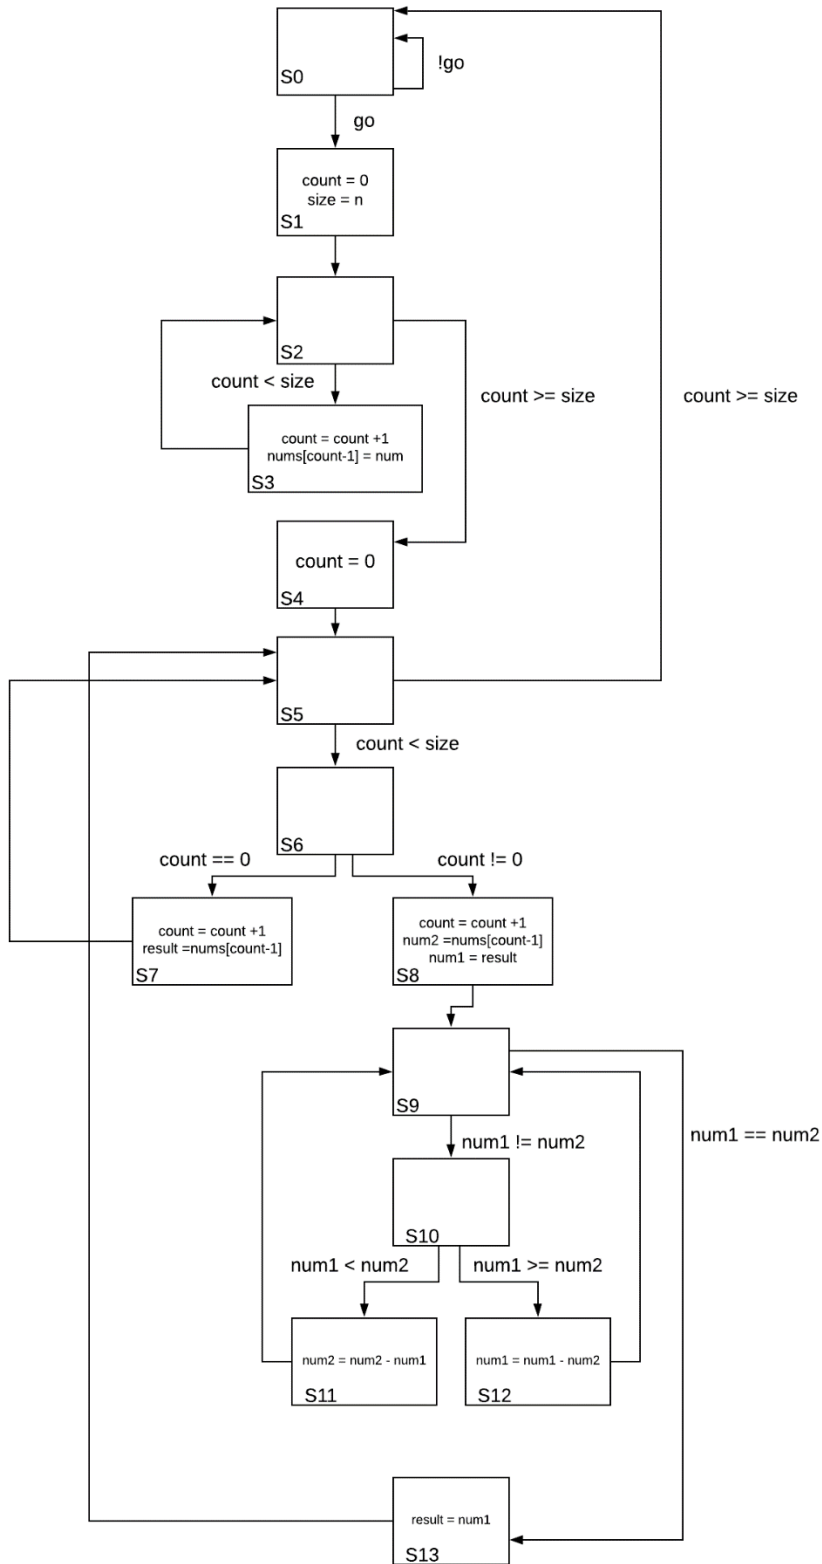 !go
S0
go
count = 0
size = n
S1
S2
count < size
count >= size
count >= size
count = count +1
nums[count-1] = num
S3
count = 0
S4
S5
count < size
S6
count == 0
count != 0
count = count +1
result =nums[count-1]
S7
count = count +1
num2 =nums[count-1]
num1 = result
S8
S9
num1 != num2
num1 == num2
S10
num1 < num2
num1 >= num2
num2 = num2 - num1
S11
num1 = num1 - num2
S12
result = num1
S13